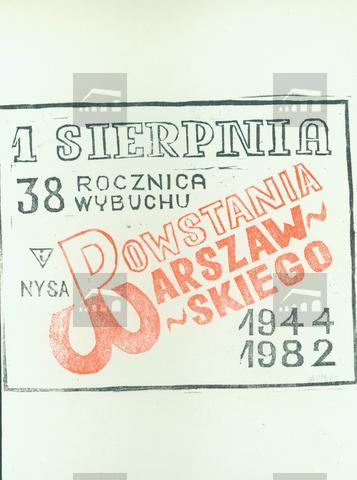 1 SIERPNIA
38 ROCZNICA
WYBUCHU
POWSTANIA
WARSZAW~
~SKIEGO
NYSA
1944
1982